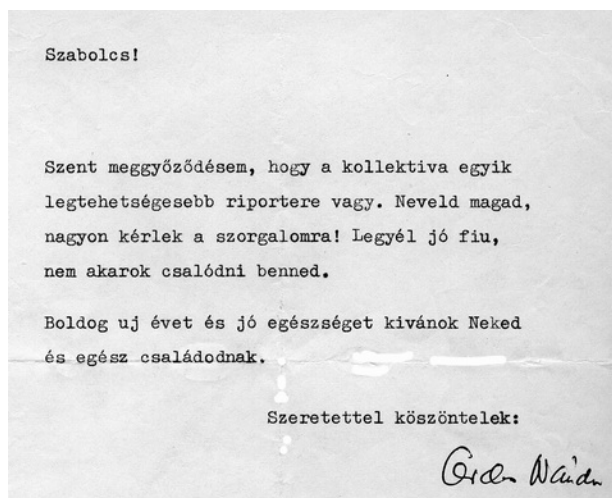 Szabolcs!
Szent meggyőződésem, hogy a kollektiva egyik
legtehetségesebb riportere vagy. Neveld magad,
nagyon kérlek a szorgalomra! Legyél jó fiu,
nem akarok csalódni benned.
Boldog uj évet és jó egészséget kivánok Neked
és egész családodnak.
Szeretettel köszöntelek: